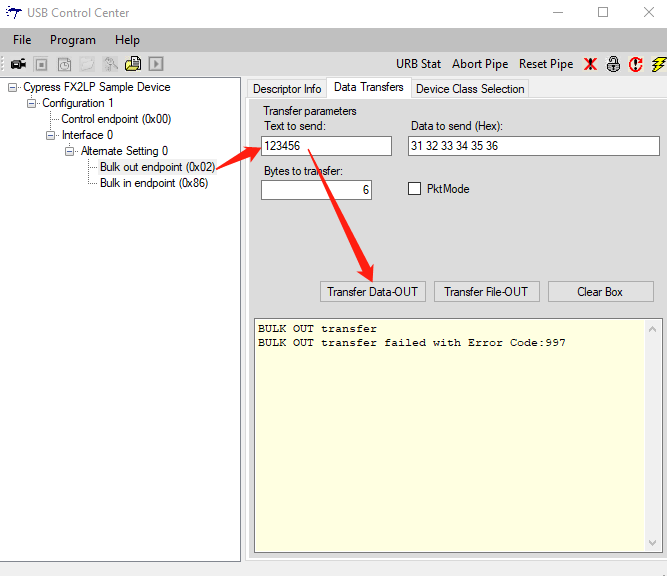 USB Control Center
File Program Help
URB Stat Abort Pipe Reset Pipe
Cypress FX2LP Sample Device
Configuration 1
Control endpoint (0x00)
Interface 0
Alternate Setting 0
Bulk out endpoint (0x02)
Bulk in endpoint (0x86)
Descriptor Info Data Transfers Device Class Selection
Transfer parameters
Text to send: Data to send (Hex):
123456 31 32 33 34 35 36
Bytes to transfer:
6 PktMode
Transfer Data-OUT Transfer File-OUT Clear Box
BULK OUT transfer
BULK OUT transfer failed with Error Code:997